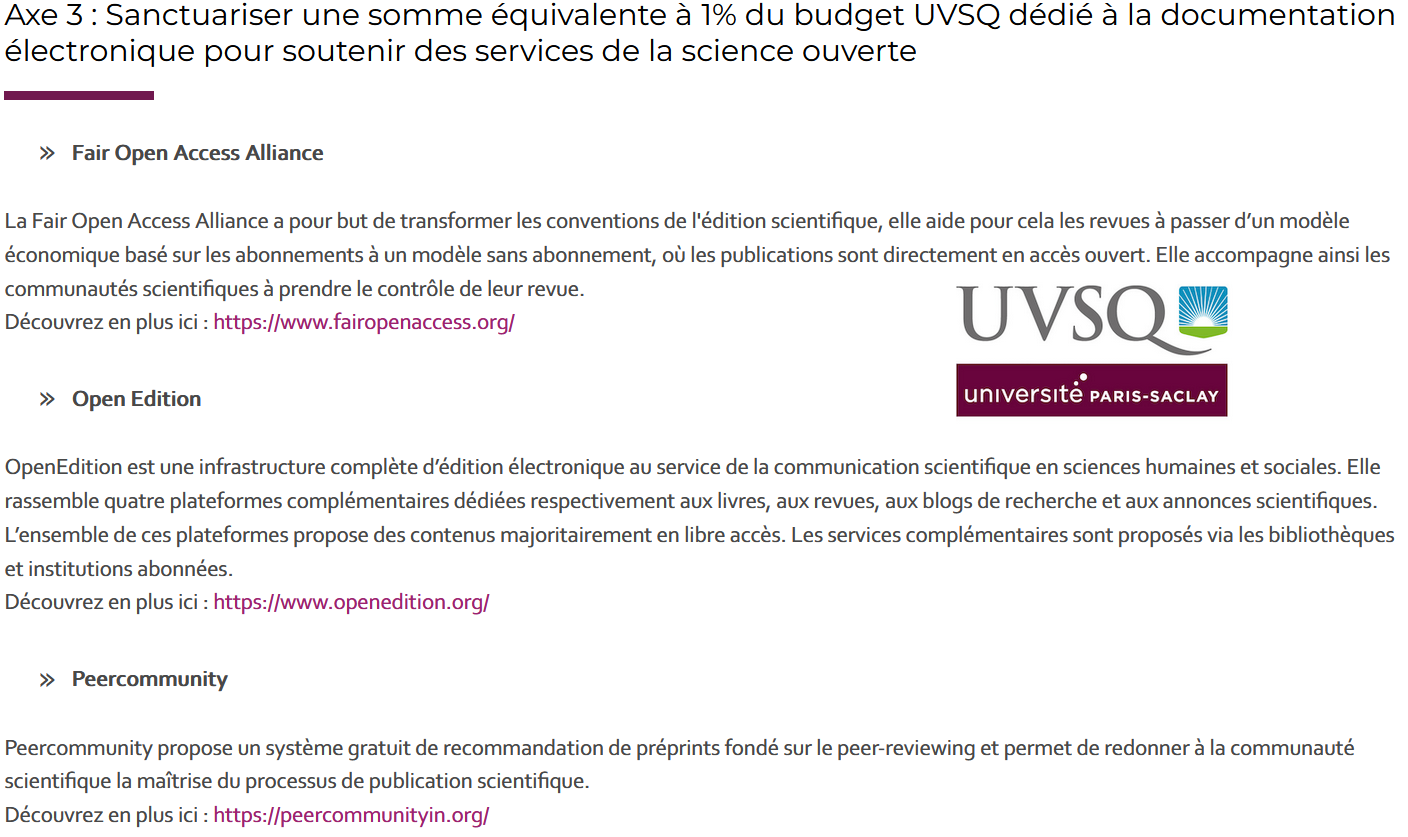 Axe 3 : Sanctuariser une somme équivalente à 1% du budget UVSQ dédié à la documentation
électronique pour soutenir des services de la science ouverte
» Fair Open Access Alliance
La Fair Open Access Alliance a pour but de transformer les conventions de l'édition scientifique, elle aide pour cela les revues à passer d’un modèle
économique basé sur les abonnements à un modèle sans abonnement, où les publications sont directement en accès ouvert. Elle accompagne ainsi les
communautés scientifiques à prendre le contrôle de leur revue.
Découvrez en plus ici : https://www.fairopenaccess.org/
UVSQ
université PARIS-SACLAY
» Open Edition
OpenEdition est une infrastructure complète d’édition électronique au service de la communication scientifique en sciences humaines et sociales. Elle
rassemble quatre plateformes complémentaires dédiées respectivement aux livres, aux revues, aux blogs de recherche et aux annonces scientifiques.
L’ensemble de ces plateformes propose des contenus majoritairement en libre accès. Les services complémentaires sont proposés via les bibliothèques
et institutions abonnées.
Découvrez en plus ici : https://www.openedition.org/
» Peercommunity
Peercommunity propose un système gratuit de recommandation de préprints fondé sur le peer-reviewing et permet de redonner à la communauté
scientifique la maîtrise du processus de publication scientifique.
Découvrez en plus ici : https://peercommunityin.org/